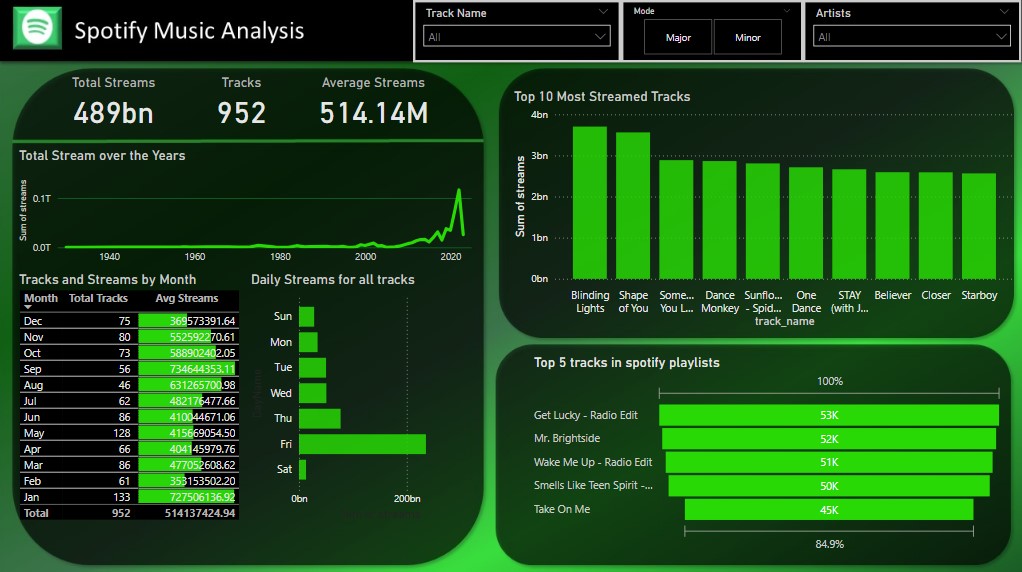 Spotify Music Analysis
Track Name
All
Mode
Major Minor
Artists
All
Total Streams Tracks Average Streams
489bn 952 514.14M
Total Stream over the Years
Sum of streams
0.1T
0.0T
1940 1960 1980 2000 2020
Tracks and Streams by Month
Month Total Tracks Avg Streams
Dec 75 369573391.64
Nov 80 552592270.61
Oct 73 588902402.05
Sep 56 734644353.11
Aug 46 631265700.98
Jul 62 482176477.66
Jun 86 410044671.06
May 128 415669054.50
Apr 66 404145979.76
Mar 86 477052608.62
Feb 61 353153502.20
Jan 133 727506136.92
Total 952 514137424.94
Daily Streams for all tracks
Sun
Mon
Tue
Wed
Thu
Fri
Sat
0bn 200bn
Top 10 Most Streamed Tracks
Sum of streams
4bn
3bn
2bn
1bn
0bn
Blinding Shape Some... Dance Sunflo... One STAY Believer Closer Starboy
Lights of You You L... Monkey - Spid... Dance (with J...
track_name
Top 5 tracks in spotify playlists
100%
Get Lucky - Radio Edit 53K
Mr. Brightside 52K
Wake Me Up - Radio Edit 51K
Smells Like Teen Spirit -... 50K
Take On Me 45K
84.9%